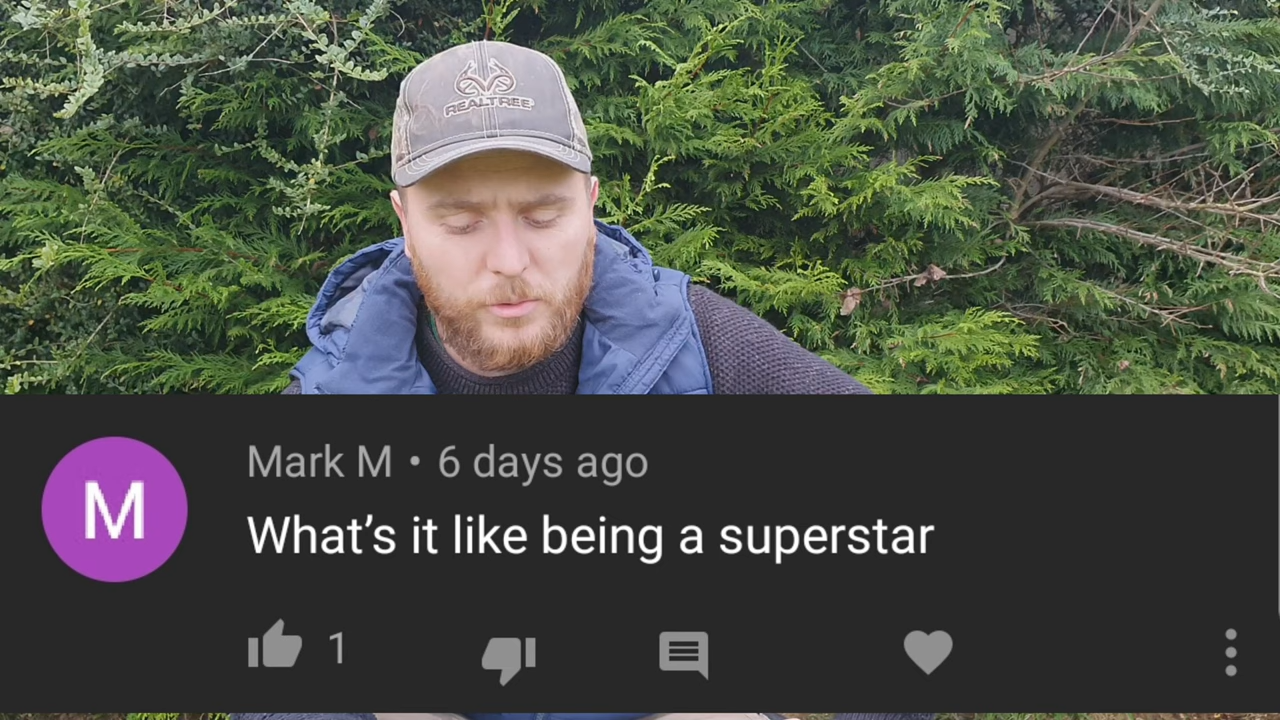 REALTREE
M
Mark M • 6 days ago
What’s it like being a superstar
1